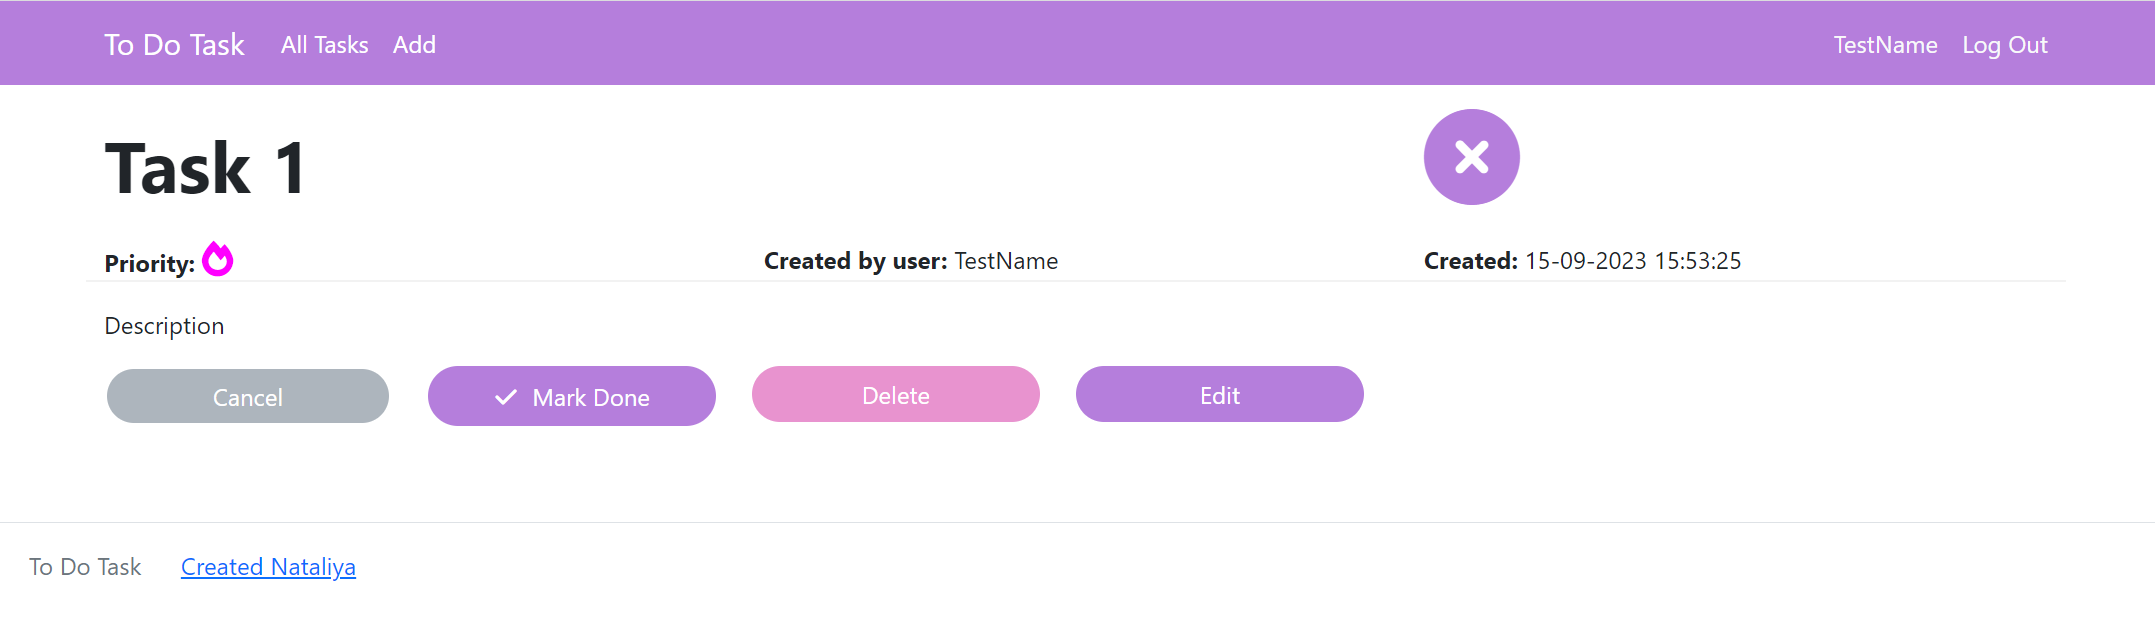 To Do Task All Tasks Add TestName Log Out
Task 1
Priority: Created by user: TestName Created: 15-09-2023 15:53:25
Description
Cancel Mark Done Delete Edit
To Do Task Created Nataliya